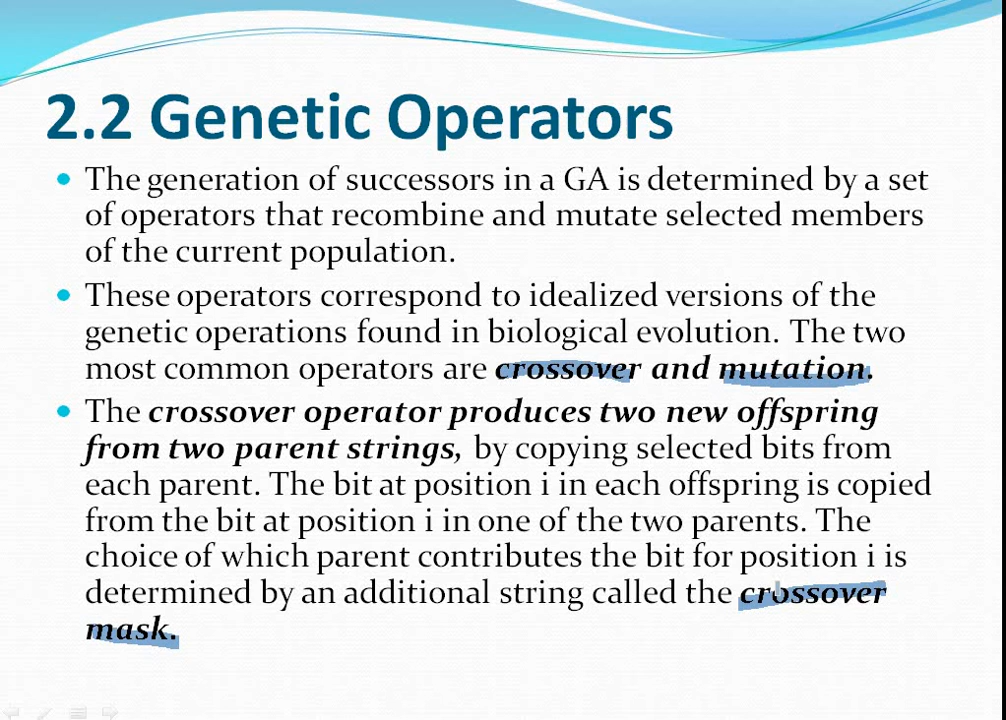 2.2 Genetic Operators
• The generation of successors in a GA is determined by a set
of operators that recombine and mutate selected members
of the current population.
• These operators correspond to idealized versions of the
genetic operations found in biological evolution. The two
most common operators are crossover and mutation.
• The crossover operator produces two new offspring
from two parent strings, by copying selected bits from
each parent. The bit at position i in each offspring is copied
from the bit at position i in one of the two parents. The
choice of which parent contributes the bit for position i is
determined by an additional string called the crossover
mask.